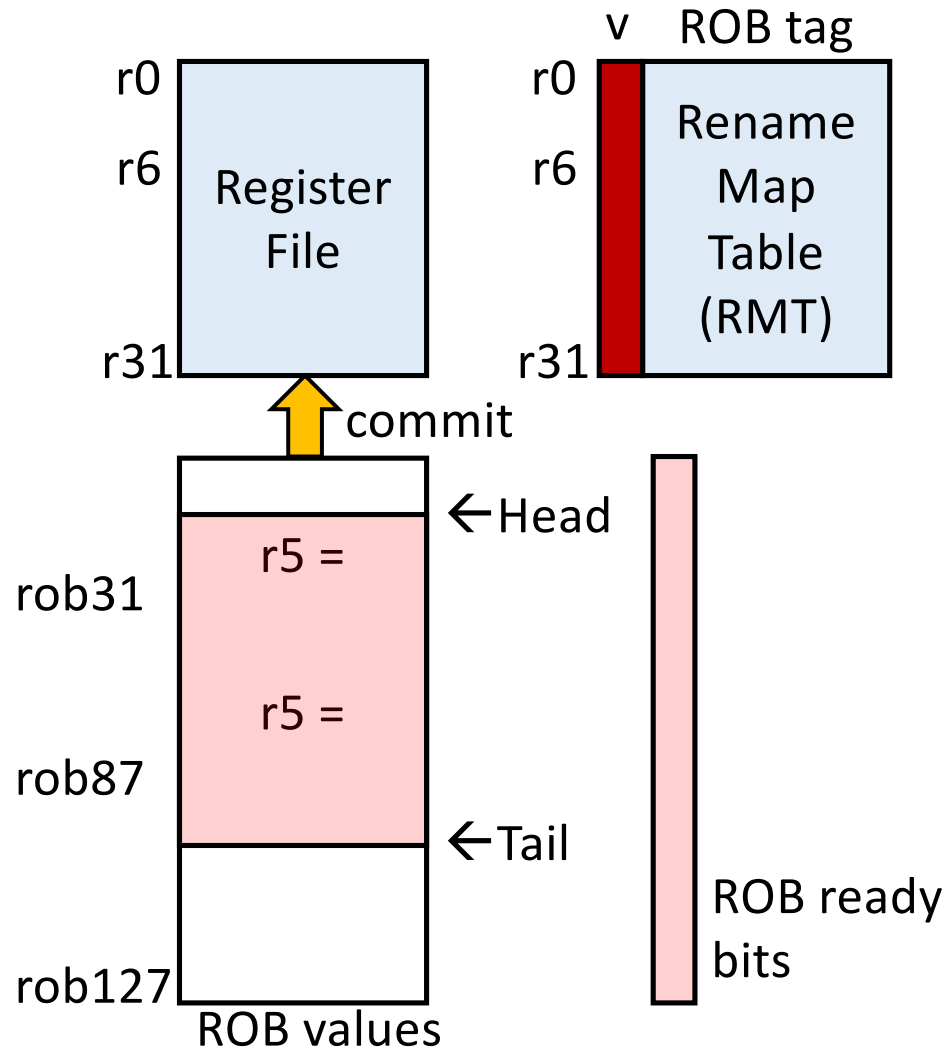 v
ROB tag
r0
r6
r31
Register
File
r0
r6
r31
Rename
Map
Table
(RMT)
commit
←Head
r5 =
rob31
r5 =
rob87
←Tail
rob127
ROB values
ROB ready
bits